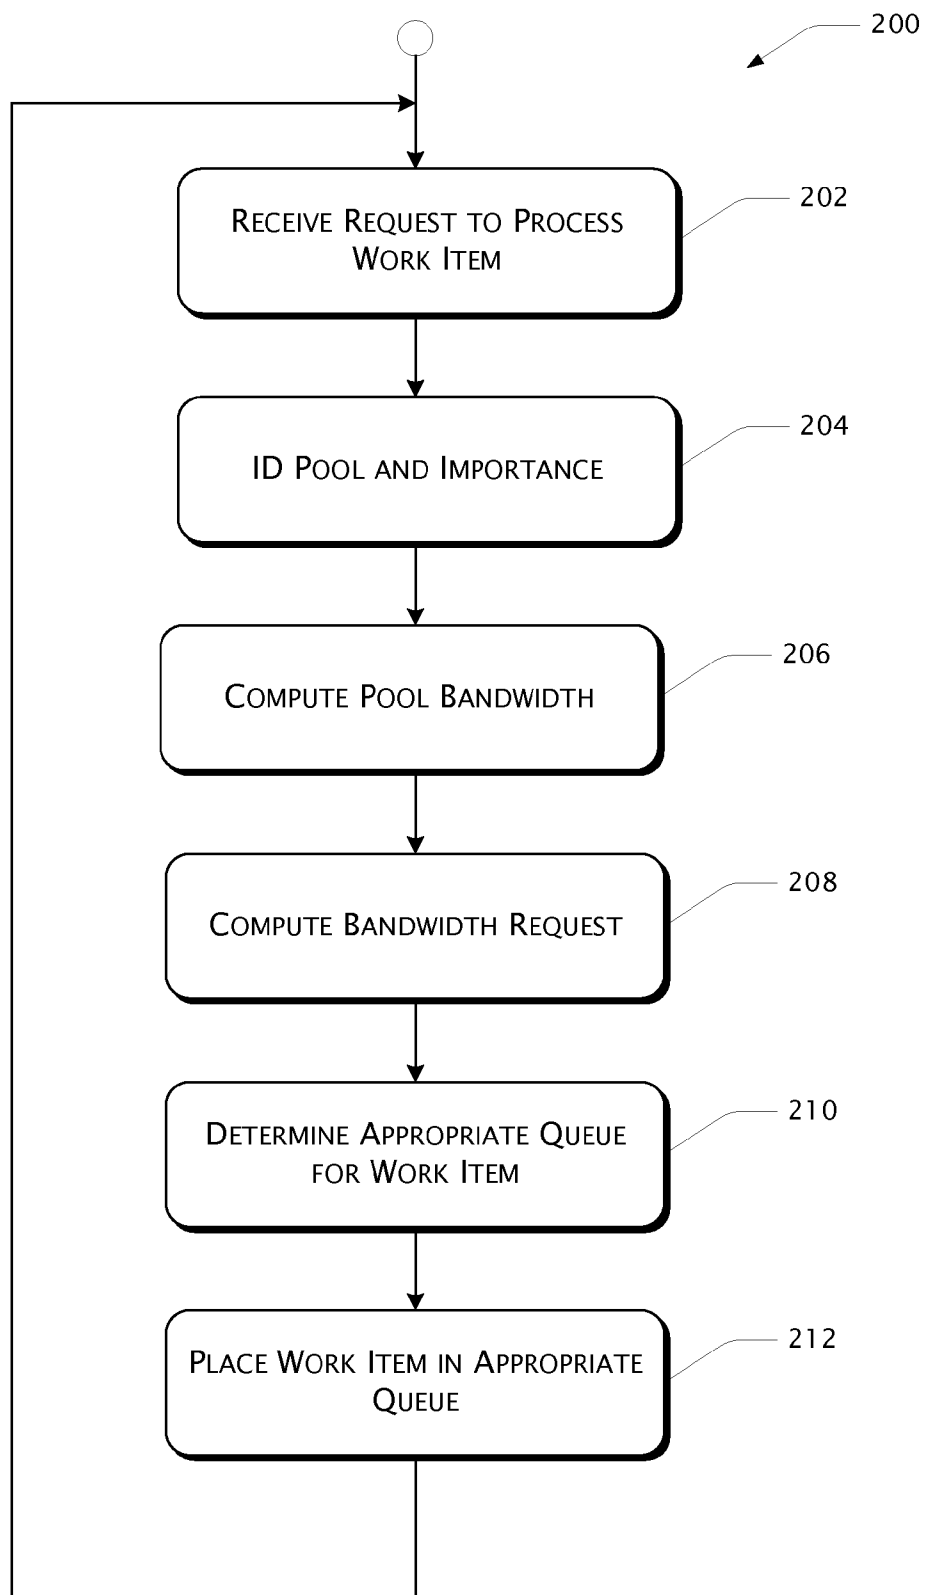 200
202
RECEIVE REQUEST TO PROCESS
WORK ITEM
204
ID POOL AND IMPORTANCE
206
COMPUTE POOL BANDWIDTH
208
COMPUTE BANDWIDTH REQUEST
210
DETERMINE APPROPRIATE QUEUE
FOR WORK ITEM
212
PLACE WORK ITEM IN APPROPRIATE
QUEUE